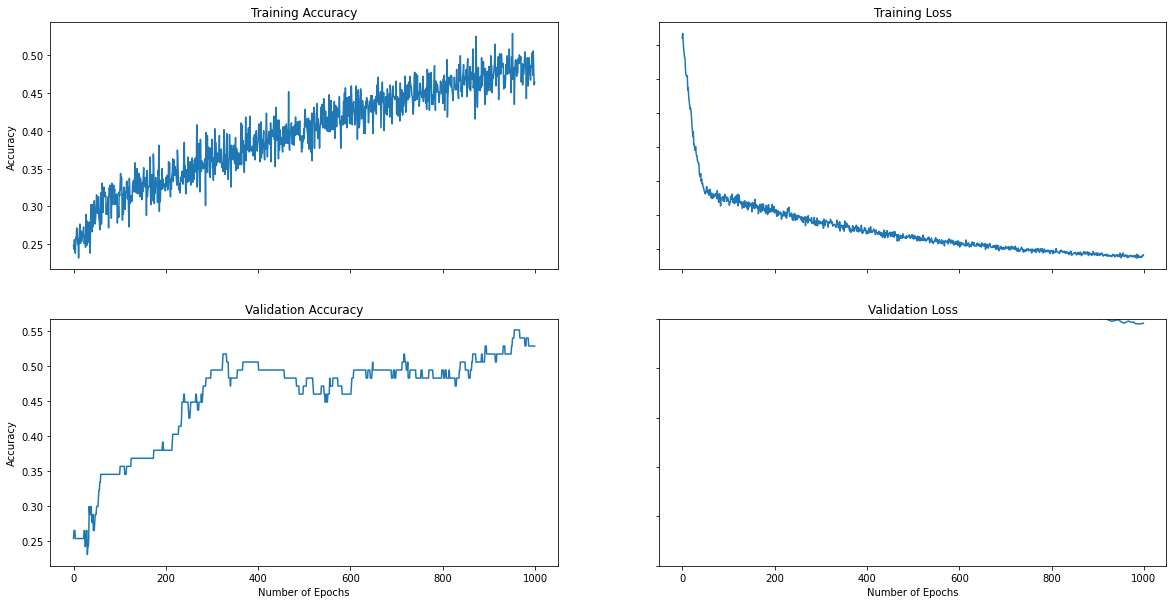 Training Accuracy
Training Loss
0.50
0.45
0.40
0.35
0.30
0.25
Accuracy
Validation Accuracy
Validation Loss
0.55
0.50
0.45
0.40
0.35
0.30
0.25
Accuracy
0 200 400 600 800 1000
0 200 400 600 800 1000
Number of Epochs
Number of Epochs